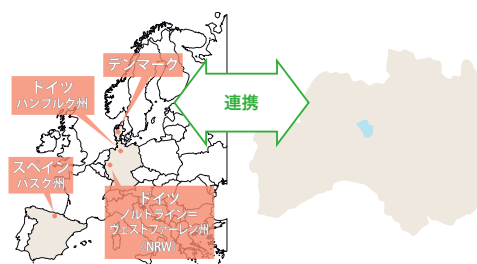 デンマーク
ドイツ
ハンブルク州
連携
スペイン
バスク州
ドイツ
ノルトライン＝
ヴェストファーレン州
（NRW）